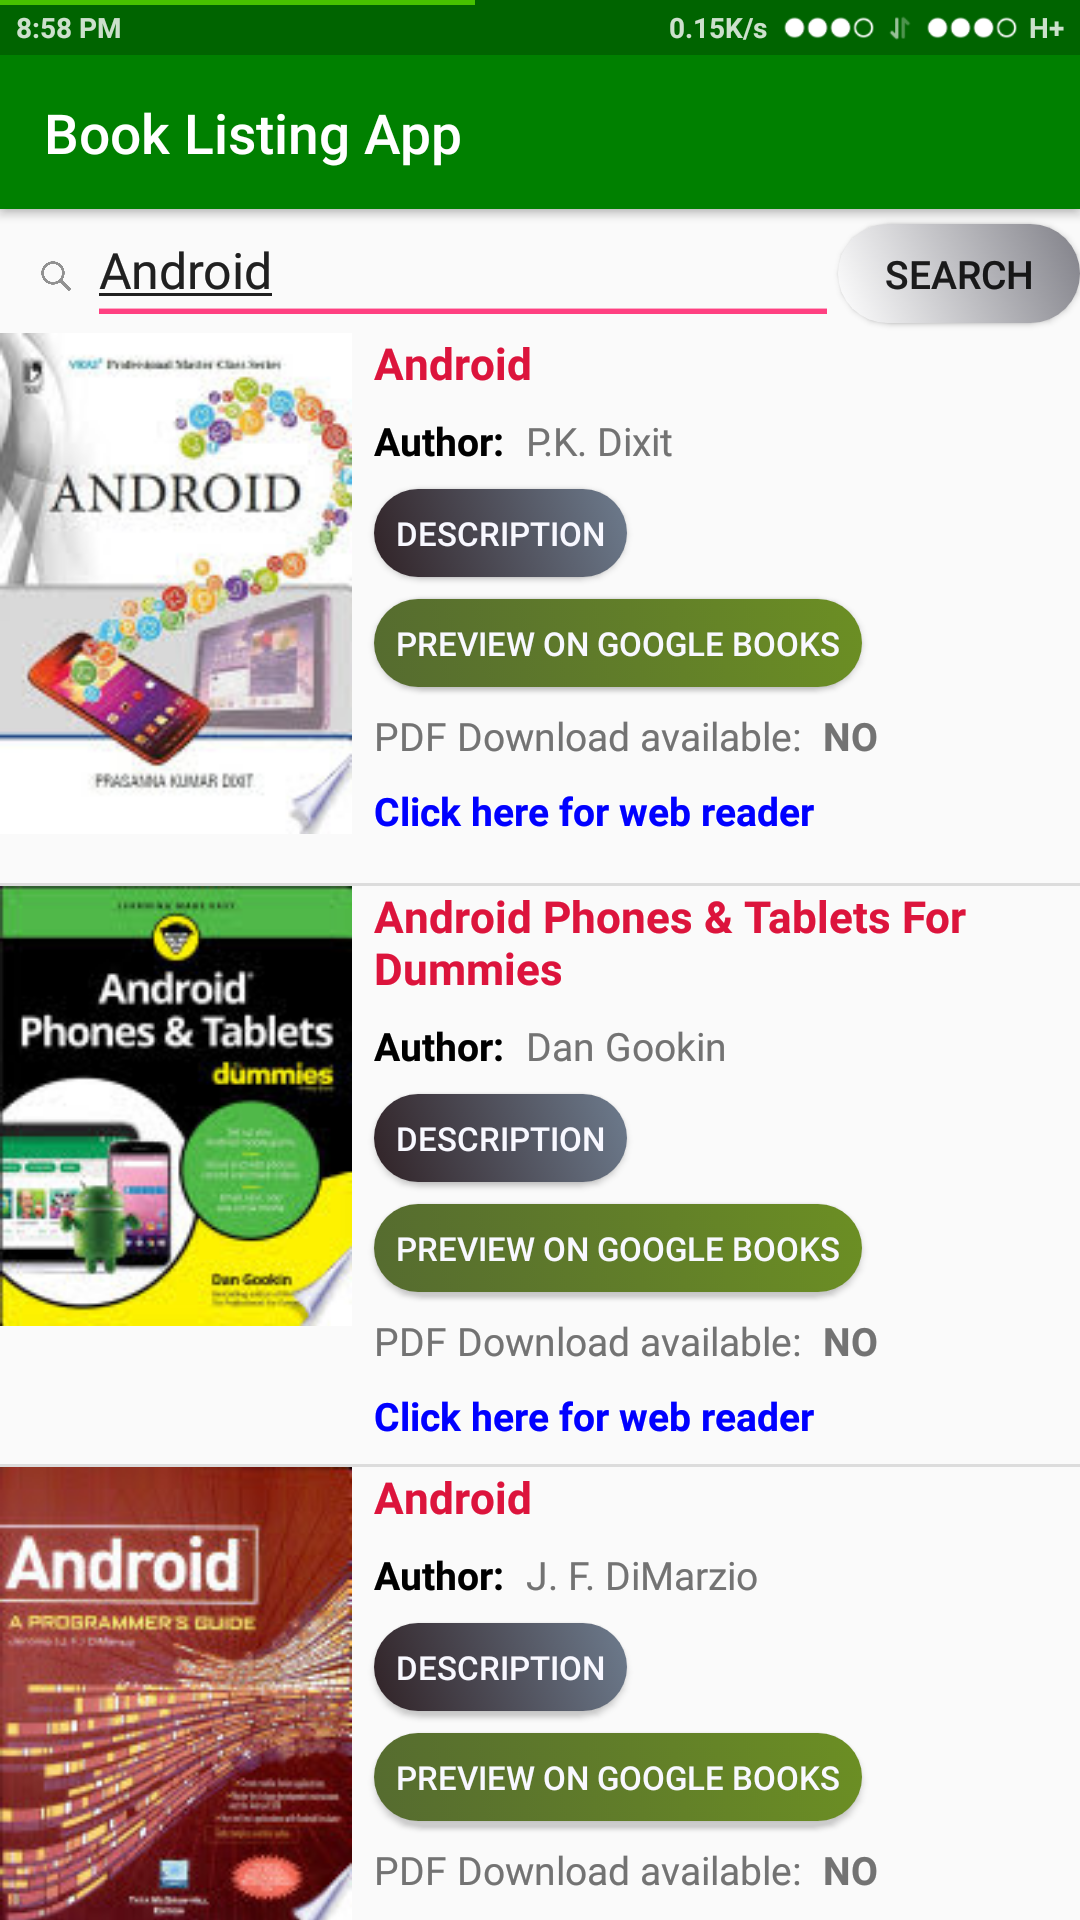 8:58 PM 0.15K/s H+
Book Listing App
Android SEARCH
Professional Master Class Series
ANDROID
PRASANNA KUMAR DIXIT
Android
Author: P.K. Dixit
DESCRIPTION
PREVIEW ON GOOGLE BOOKS
PDF Download available: NO
Click here for web reader
LEARNING MADE EASY
Android
Phones & Tablets
dummies
Dan Gookin
Android Phones & Tablets For
Dummies
Author: Dan Gookin
DESCRIPTION
PREVIEW ON GOOGLE BOOKS
PDF Download available: NO
Click here for web reader
Android
A PROGRAMMER'S GUIDE
Android
Author: J. F. DiMarzio
DESCRIPTION
PREVIEW ON GOOGLE BOOKS
PDF Download available: NO